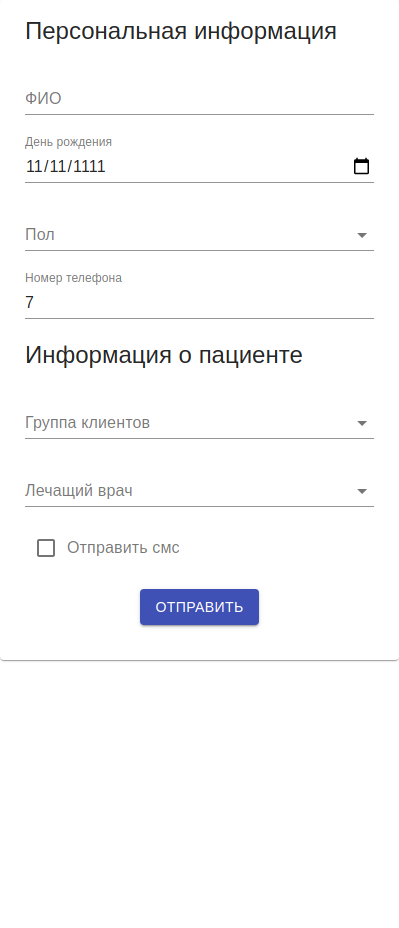 Персональная информация
ФИО
День рождения
11/11/1111
Пол
Номер телефона
7
Информация о пациенте
Группа клиентов
Лечащий врач
Отправить смс
ОТПРАВИТЬ